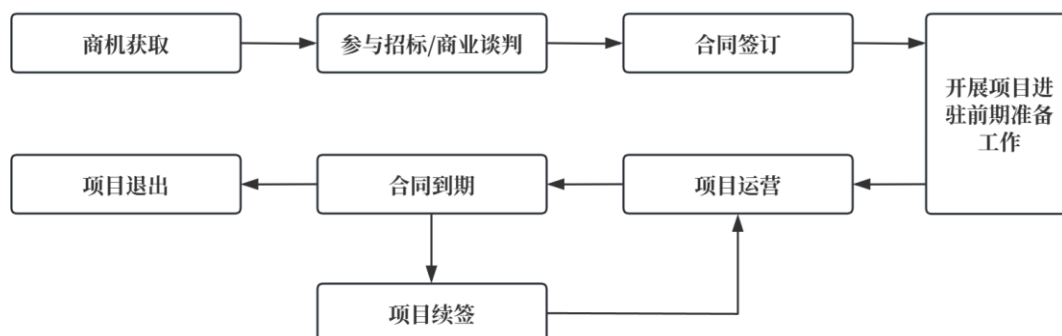 商机获取
参与招标/商业谈判
合同签订
开展项目进
驻前期准备
工作
项目退出
合同到期
项目运营
项目续签